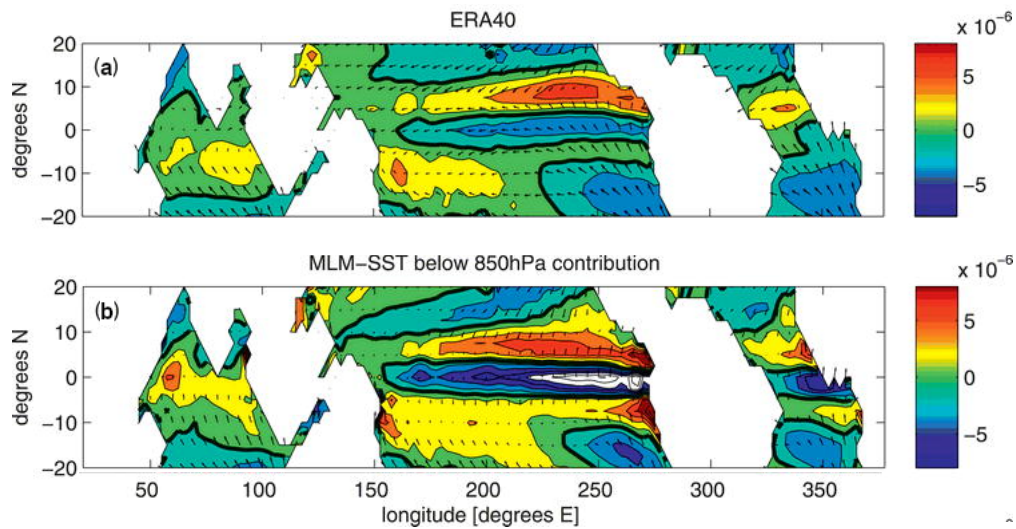 ERA40
x 10⁻⁶
(a)
degrees N
20
10
0
−10
−20
5
0
−5
MLM−SST below 850hPa contribution
x 10⁻⁶
(b)
degrees N
20
10
0
−10
−20
5
0
−5
50 100 150 200 250 300 350
longitude [degrees E]